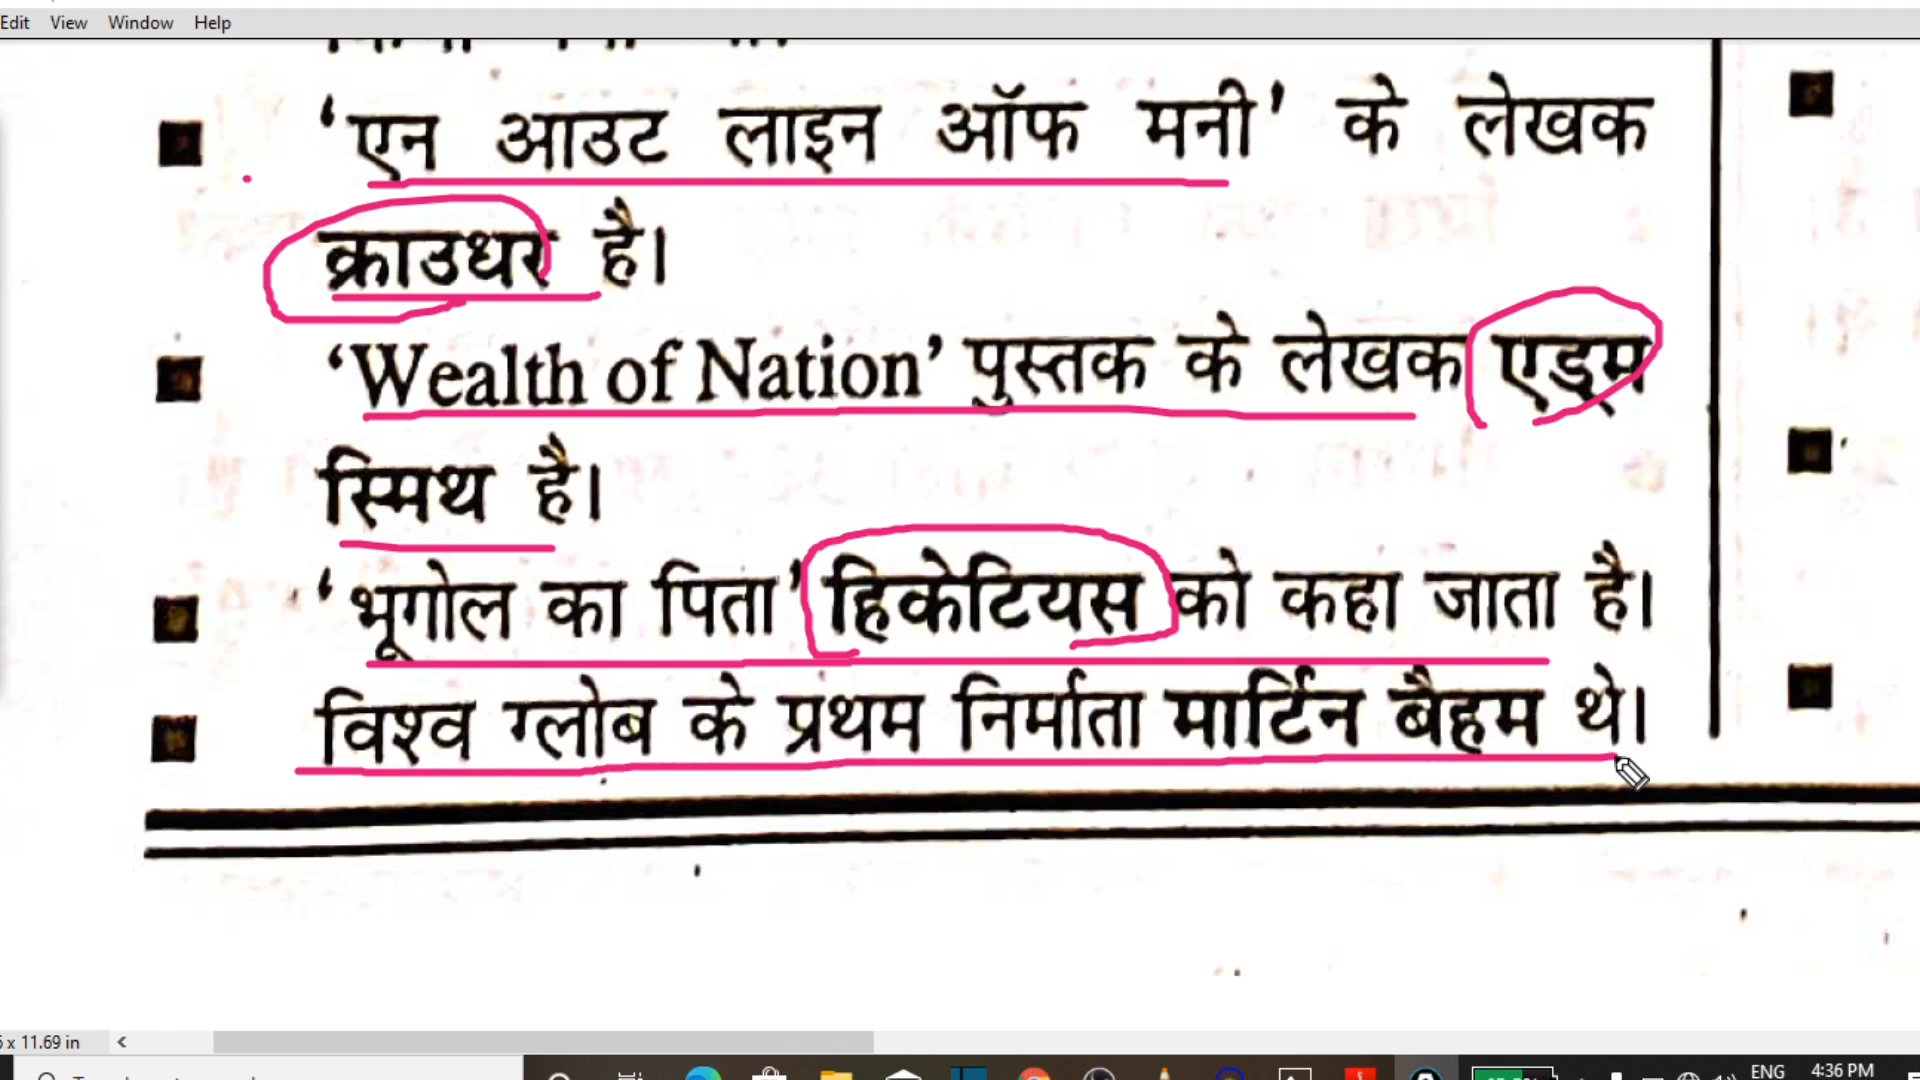 Edit View Window Help
‘एन आउट लाइन ऑफ मनी’ के लेखक
क्राउथर है।
‘Wealth of Nation’ पुस्तक के लेखक एड्म
स्मिथ है।
‘भूगोल का पिता’ हिकेटियस को कहा जाता है।
विश्व ग्लोब के प्रथम निर्माता मार्टिन बैहम थे।
x 11.69 in
ENG 4:36 PM